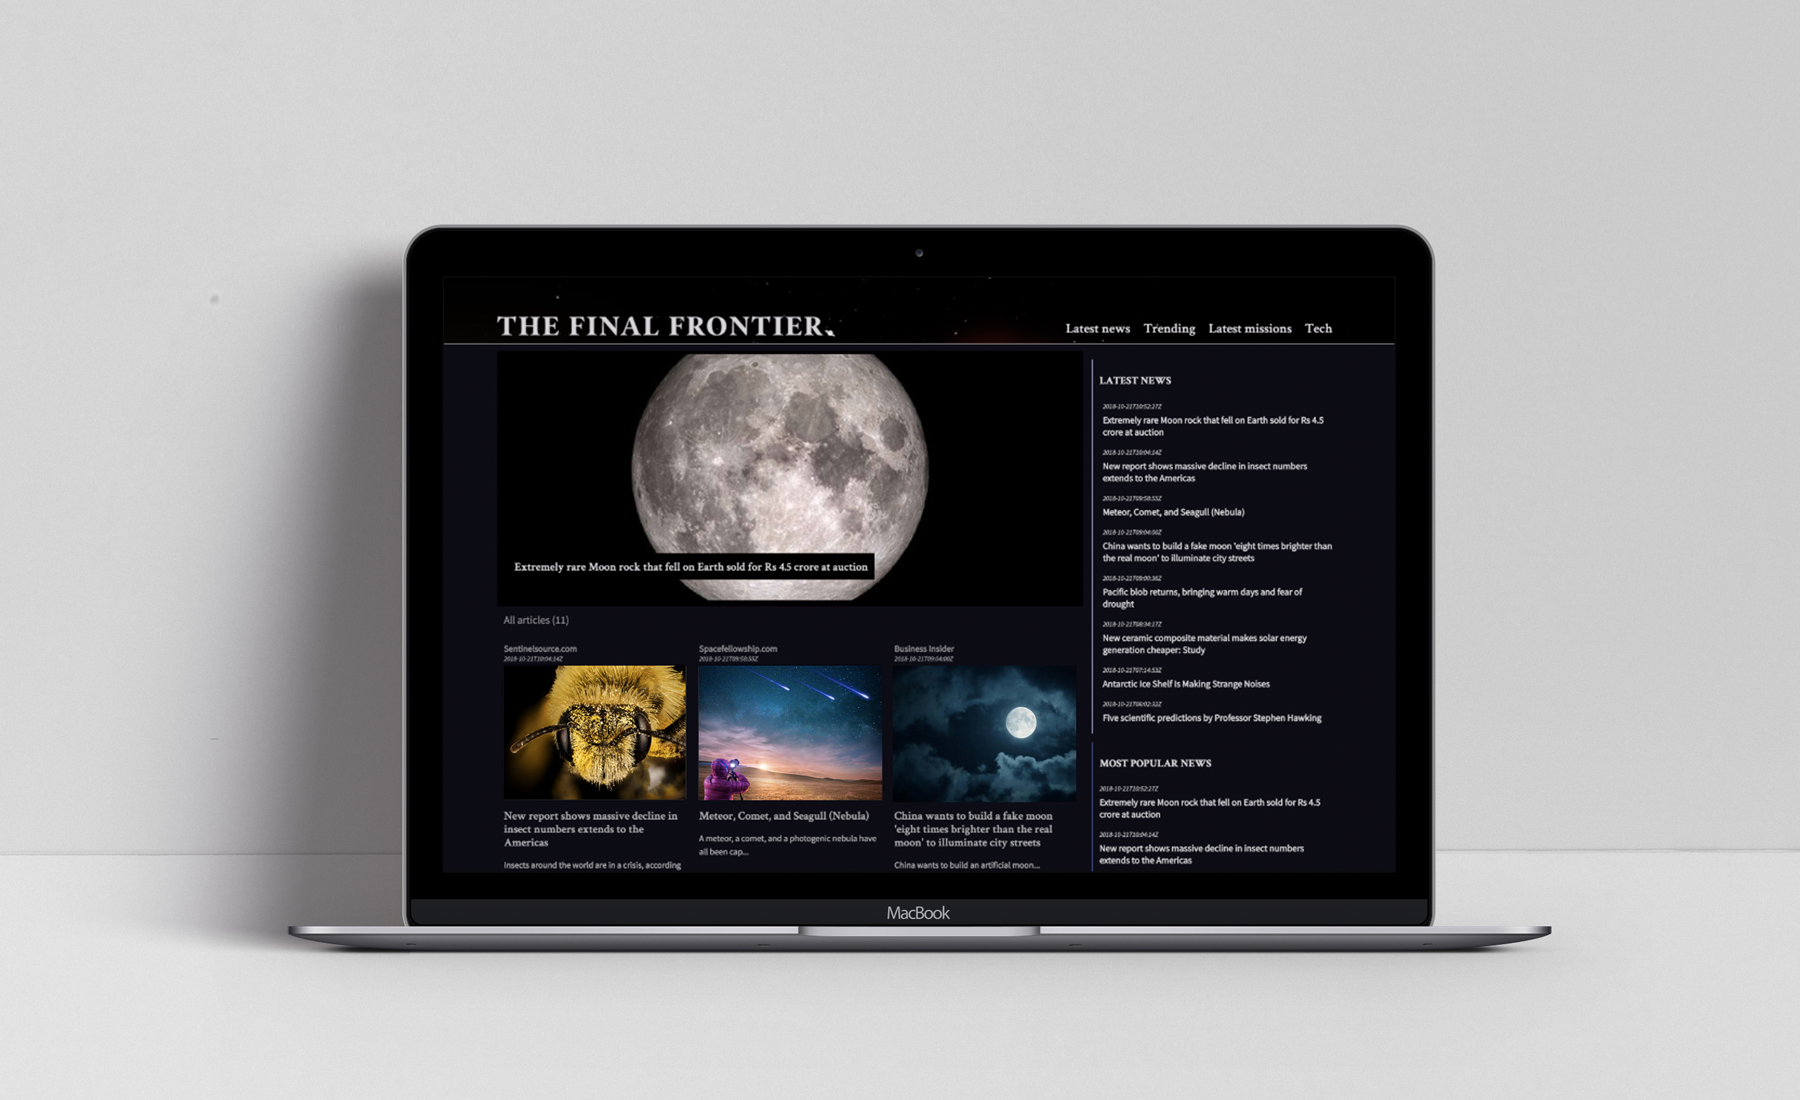 THE FINAL FRONTIER.
Latest news Trending Latest missions Tech
Extremely rare Moon rock that fell on Earth sold for Rs 4.5 crore at auction
All articles (11)
Sentinelsource.com
2018-10-21T10:04:14Z
New report shows massive decline in
insect numbers extends to the
Americas
Insects around the world are in a crisis, according
Spacefellowship.com
2018-10-21T09:58:55Z
Meteor, Comet, and Seagull (Nebula)
A meteor, a comet, and a photogenic nebula have
all been cap...
Business Insider
2018-10-21T09:04:00Z
China wants to build a fake moon
'eight times brighter than the real
moon' to illuminate city streets
China wants to build an artificial moon...
LATEST NEWS
2018-10-21T10:52:27Z
Extremely rare Moon rock that fell on Earth sold for Rs 4.5
crore at auction
2018-10-21T10:04:14Z
New report shows massive decline in insect numbers
extends to the Americas
2018-10-21T09:58:55Z
Meteor, Comet, and Seagull (Nebula)
2018-10-21T09:04:00Z
China wants to build a fake moon 'eight times brighter than
the real moon' to illuminate city streets
2018-10-21T09:00:36Z
Pacific blob returns, bringing warm days and fear of
drought
2018-10-21T08:34:17Z
New ceramic composite material makes solar energy
generation cheaper: Study
2018-10-21T07:14:53Z
Antarctic Ice Shelf Is Making Strange Noises
2018-10-21T06:02:32Z
Five scientific predictions by Professor Stephen Hawking
MOST POPULAR NEWS
2018-10-21T10:52:27Z
Extremely rare Moon rock that fell on Earth sold for Rs 4.5
crore at auction
2018-10-21T10:04:14Z
New report shows massive decline in insect numbers
extends to the Americas
MacBook